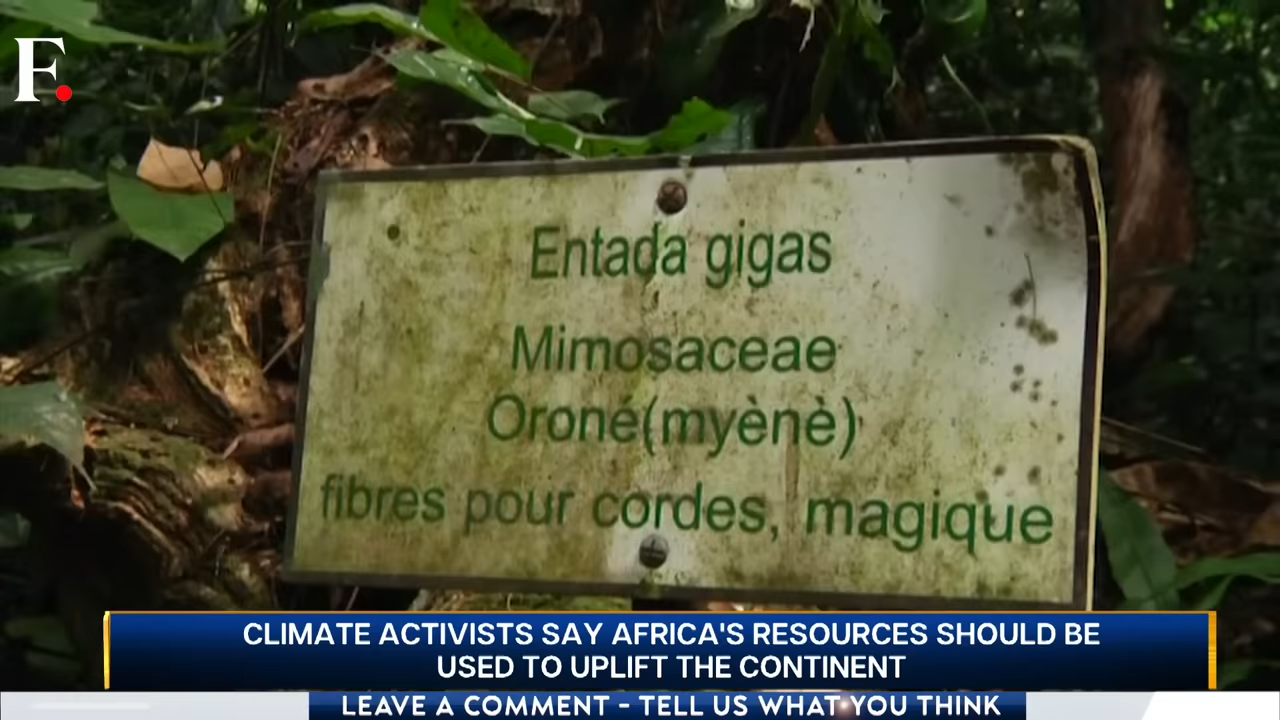 F.
Entada gigas
Mimosaceae
Oroné(myènè)
fibres pour cordes, magique
CLIMATE ACTIVISTS SAY AFRICA'S RESOURCES SHOULD BE
USED TO UPLIFT THE CONTINENT
LEAVE A COMMENT - TELL US WHAT YOU THINK